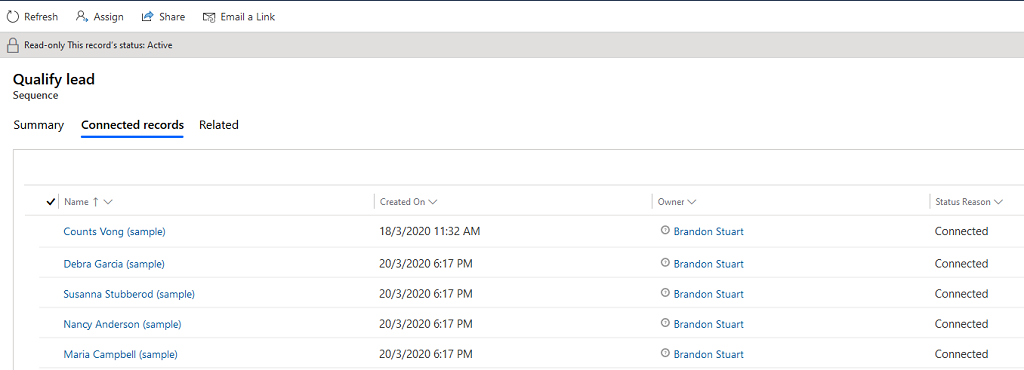 Refresh Assign Share Email a Link
Read-only This record's status: Active
Qualify lead
Sequence
Summary Connected records Related
Name ↑ Created On Owner Status Reason
Counts Vong (sample) 18/3/2020 11:32 AM Brandon Stuart Connected
Debra Garcia (sample) 20/3/2020 6:17 PM Brandon Stuart Connected
Susanna Stubberod (sample) 20/3/2020 6:17 PM Brandon Stuart Connected
Nancy Anderson (sample) 20/3/2020 6:17 PM Brandon Stuart Connected
Maria Campbell (sample) 20/3/2020 6:17 PM Brandon Stuart Connected